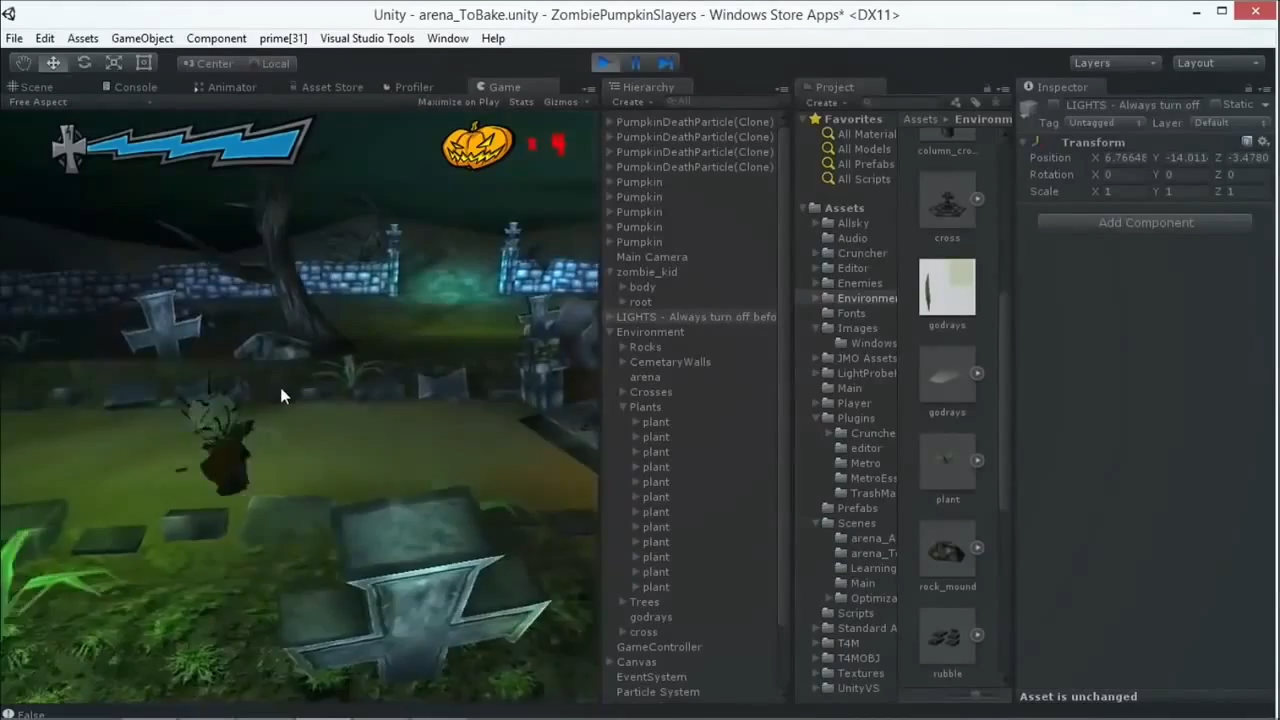 Unity - arena_ToBake.unity - ZombiePumpkinSlayers - Windows Store Apps* <DX11>
File Edit Assets GameObject Component prime[31] Visual Studio Tools Window Help
Center Local Layers Layout
Scene Console Animator Asset Store Profiler Game Hierarchy Project Inspector
Free Aspect Maximize on Play Stats Gizmos
Create All
PumpkinDeathParticle(Clone)
PumpkinDeathParticle(Clone)
PumpkinDeathParticle(Clone)
PumpkinDeathParticle(Clone)
Pumpkin
Pumpkin
Pumpkin
Pumpkin
Pumpkin
Main Camera
zombie_kid
body
root
LIGHTS - Always turn off befo
Environment
Rocks
CemetaryWalls
arena
Crosses
Plants
plant
plant
plant
plant
plant
plant
plant
plant
plant
plant
plant
plant
Trees
godrays
cross
GameController
Canvas
EventSystem
Particle System
Create
Favorites
All Material
All Models
All Prefabs
All Scripts
Assets
Allsky
Audio
Cruncher
Editor
Enemies
Environme
Fonts
Images
Windows
JMO Assets
LightProbe
Main
Player
Plugins
Crunche
editor
Metro
MetroEss
TrashMa
Prefabs
Scenes
arena_A
arena_T
Learning
Main
Optimiza
Scripts
Standard A
T4M
T4MOBJ
Textures
UnityVS
Assets Environm
column_cro...
cross
godrays
godrays
plant
rock_mound
rubble
LIGHTS - Always turn off Static
Tag Untagged Layer Default
Transform
Position X 6.76648 Y -14.011 Z -3.4780
Rotation X 0 Y 0 Z 0
Scale X 1 Y 1 Z 1
Add Component
Asset is unchanged
False